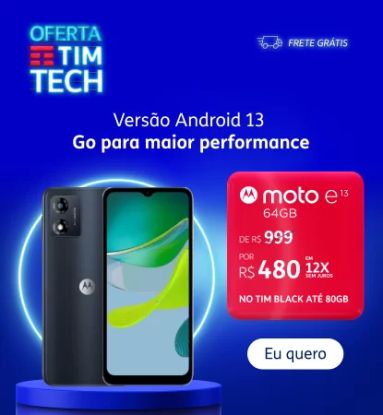 OFERTA
TIM
TECH
FRETE GRÁTIS
Versão Android 13
Go para maior performance
moto e13
64GB
DE R$ 999
POR
R$ 480 EM 12X
SEM JUROS
NO TIM BLACK ATÉ 80GB
Eu quero